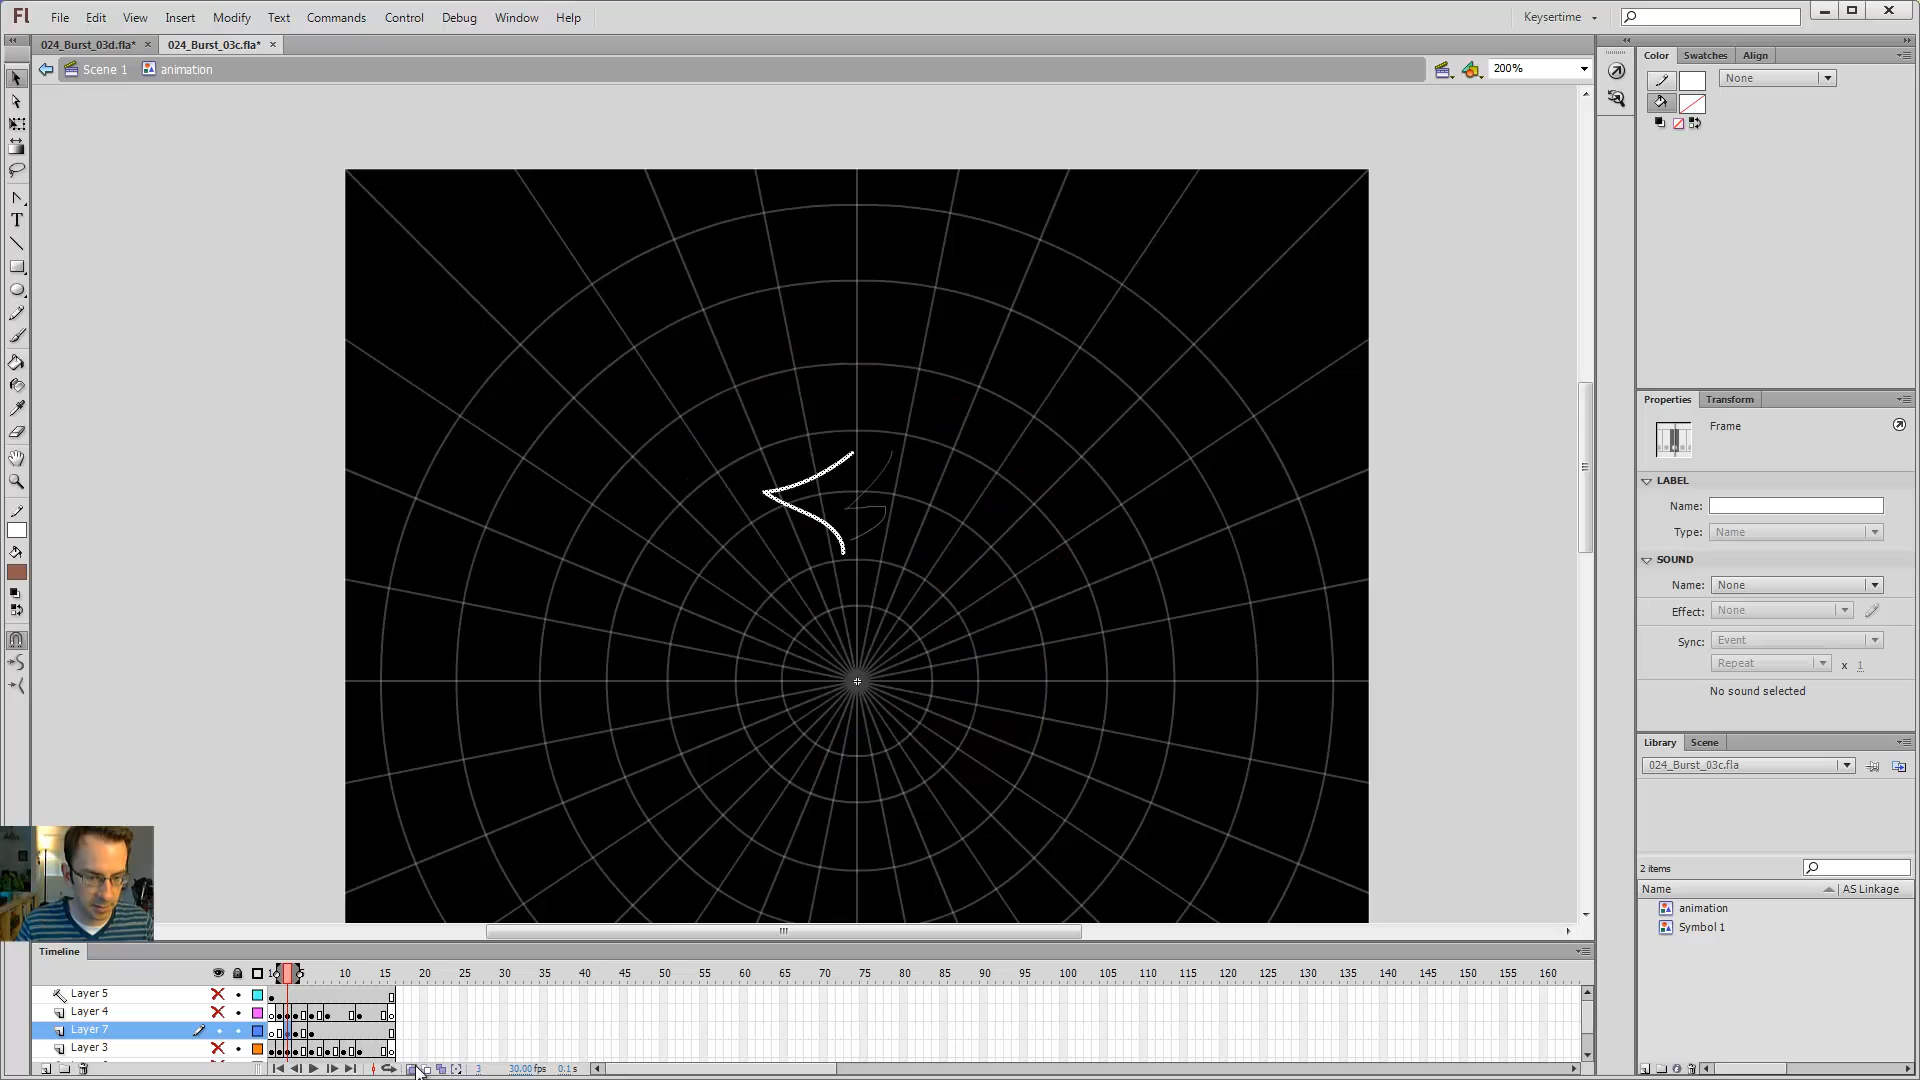 Fl File Edit View Insert Modify Text Commands Control Debug Window Help Keysertime
024_Burst_03d.fla* × 024_Burst_03c.fla* ×
Scene 1 animation 200%
Color Swatches Align
None
T
Properties Transform
Frame
LABEL
Name:
Type: Name
SOUND
Name: None
Effect: None
Sync: Event
Repeat x 1
No sound selected
Library Scene
024_Burst_03c.fla
2 items
Name AS Linkage
animation
Symbol 1
Timeline
1 5 10 15 20 25 30 35 40 45 50 55 60 65 70 75 80 85 90 95 100 105 110 115 120 125 130 135 140 145 150 155 160
Layer 5
Layer 4
Layer 7
Layer 3
3 30.00 fps 0.1 s